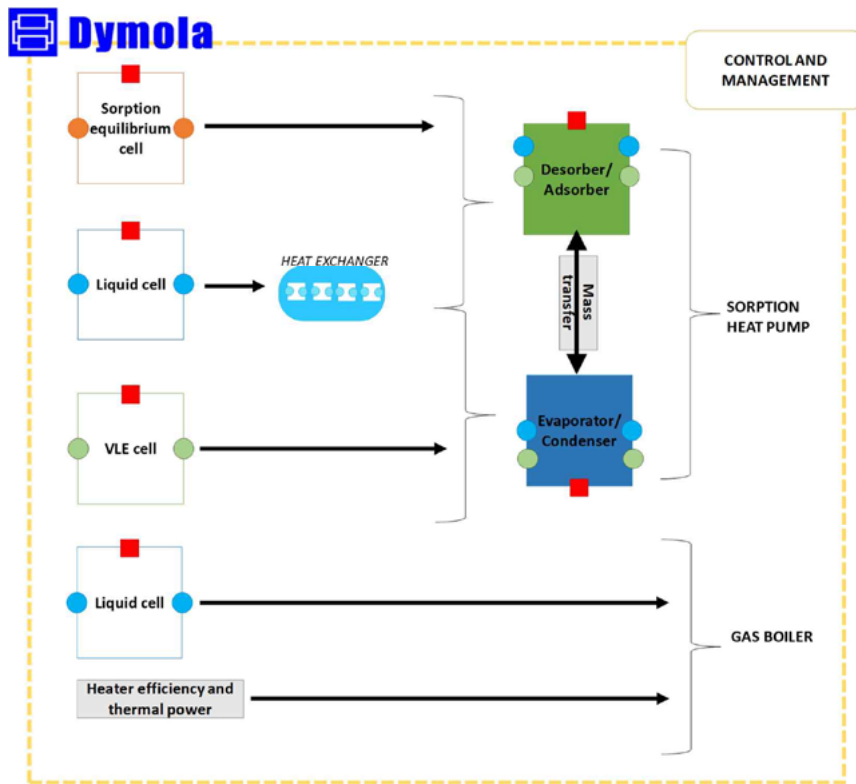 Dymola
CONTROL AND
MANAGEMENT
Sorption
equilibrium
cell
Desorber/
Adsorber
Liquid cell
HEAT EXCHANGER
Mass
transfer
SORPTION
HEAT PUMP
VLE cell
Evaporator/
Condenser
Liquid cell
GAS BOILER
Heater efficiency and
thermal power